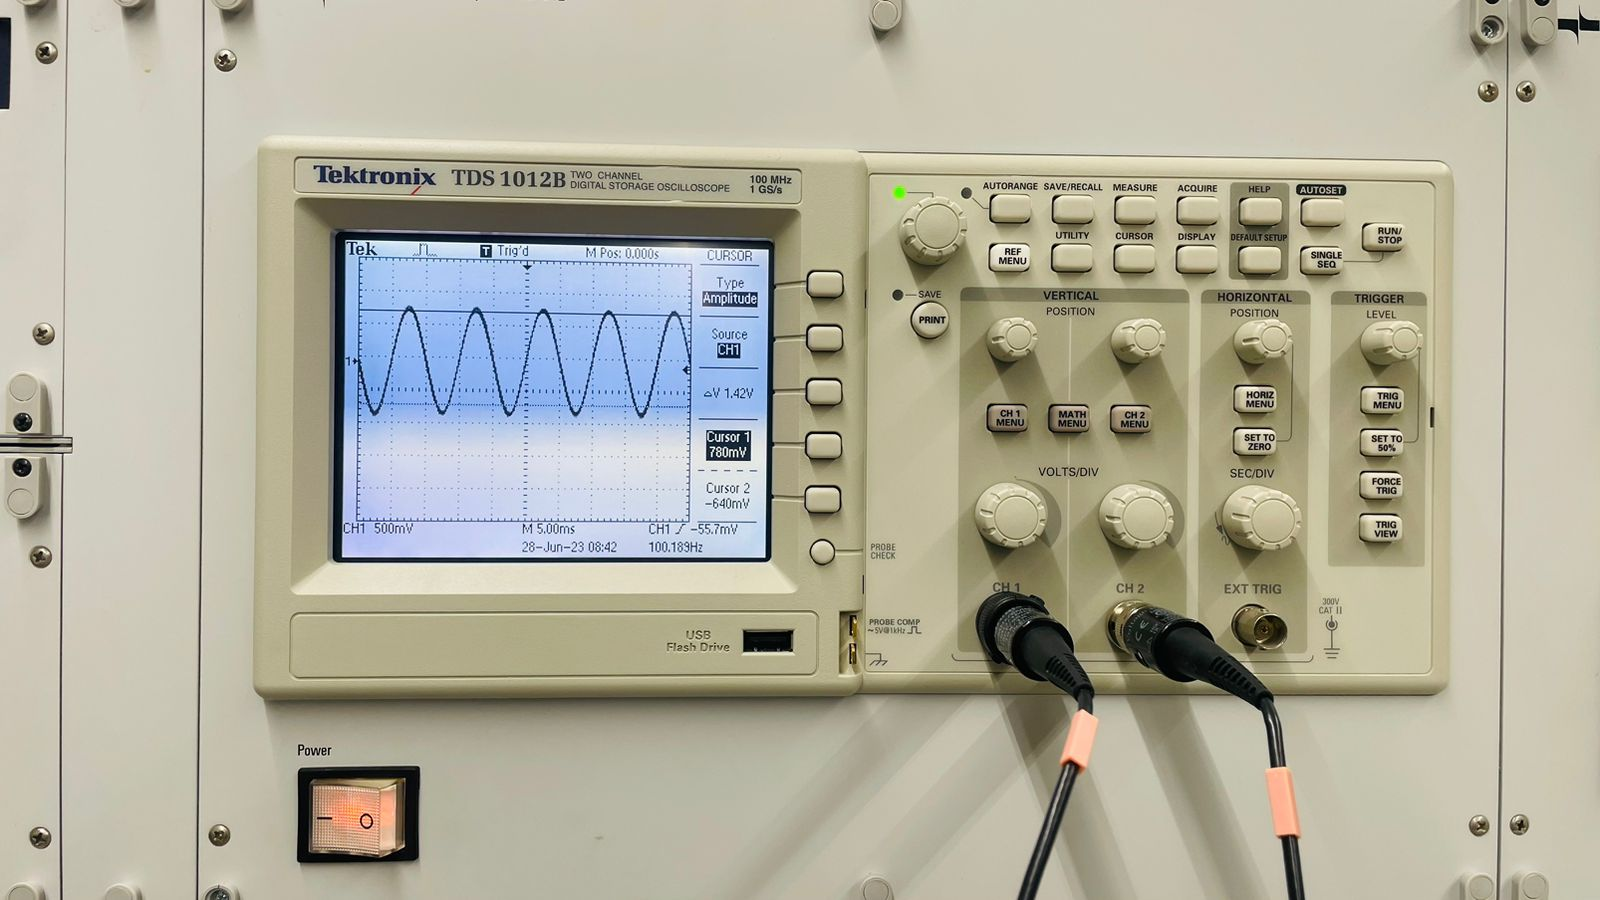 Tektronix TDS 1012B TWO CHANNEL
DIGITAL STORAGE OSCILLOSCOPE
100 MHz
1 GS/s
Tek
T Trig'd
M Pos: 0.000s
CURSOR
Type
Amplitude
Source
CH1
△V 1.42V
Cursor 1
780mV
Cursor 2
-640mV
1
CH1 500mV
M 5.00ms
CH1 -55.7mV
28-Jun-23 08:42
100.189Hz
AUTORANGE
SAVE/RECALL
MEASURE
ACQUIRE
HELP
AUTOSET
REF
MENU
UTILITY
CURSOR
DISPLAY
DEFAULT SETUP
SINGLE
SEQ
RUN/
STOP
SAVE
PRINT
VERTICAL
POSITION
HORIZONTAL
POSITION
TRIGGER
LEVEL
CH 1
MENU
MATH
MENU
CH 2
MENU
HORIZ
MENU
SET TO
ZERO
TRIG
MENU
SET TO
50%
FORCE
TRIG
TRIG
VIEW
VOLTS/DIV
SEC/DIV
PROBE
CHECK
CH 1
CH 2
EXT TRIG
300V
CAT II
PROBE COMP
~5V@1kHz
USB
Flash Drive
Power
– O